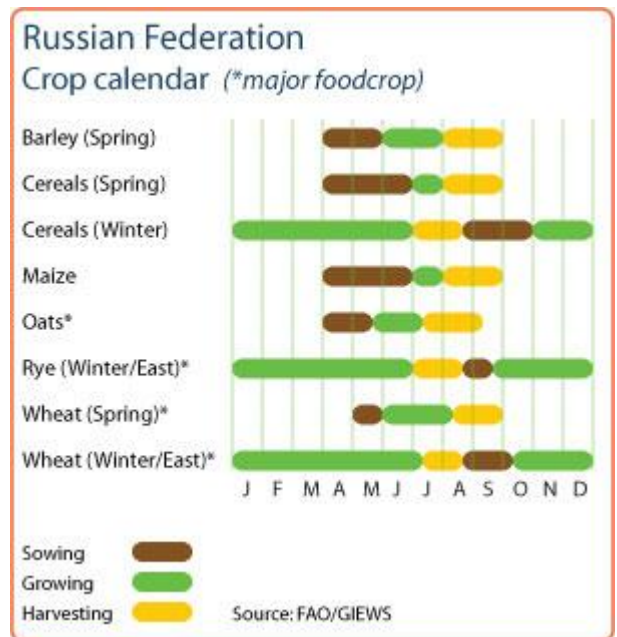 Russian Federation
Crop calendar (*major foodcrop)
Barley (Spring)
Cereals (Spring)
Cereals (Winter)
Maize
Oats*
Rye (Winter/East)*
Wheat (Spring)*
Wheat (Winter/East)*
J F M A M J J A S O N D
Sowing
Growing
Harvesting Source: FAO/GIEWS